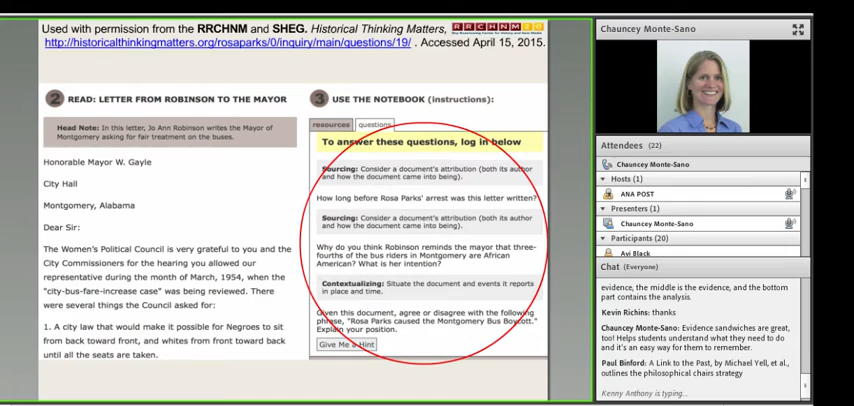 Used with permission from the RRCHNM and SHEG. Historical Thinking Matters,
RRCHNM20
http://historicalthinkingmatters.org/rosaparks/0/inquiry/main/questions/19/ . Accessed April 15, 2015.
2 READ: LETTER FROM ROBINSON TO THE MAYOR
Head Note: In this letter, Jo Ann Robinson writes the Mayor of
Montgomery asking for fair treatment on the buses.
Honorable Mayor W. Gayle
City Hall
Montgomery, Alabama
Dear Sir:
The Women's Political Council is very grateful to you and the
City Commissioners for the hearing you allowed our
representative during the month of March, 1954, when the
"city-bus-fare-increase case" was being reviewed. There
were several things the Council asked for:
1. A city law that would make it possible for Negroes to sit
from back toward front, and whites from front toward back
until all the seats are taken.
3 USE THE NOTEBOOK (instructions):
resources questions
To answer these questions, log in below
Sourcing: Consider a document's attribution (both its author
and how the document came into being).
How long before Rosa Parks' arrest was this letter written?
Sourcing: Consider a document's attribution (both its author
and how the document came into being).
Why do you think Robinson reminds the mayor that three-
fourths of the bus riders in Montgomery are African
American? What is her intention?
Contextualizing: Situate the document and events it reports
in place and time.
Given this document, agree or disagree with the following
phrase, "Rosa Parks caused the Montgomery Bus Boycott."
Explain your position.
Give Me a Hint
Chauncey Monte-Sano
Attendees (22)
Chauncey Monte-Sano
Hosts (1)
ANA POST
Presenters (1)
Chauncey Monte-Sano
Participants (20)
Avi Black
Chat (Everyone)
evidence, the middle is the evidence, and the bottom
part contains the analysis.
Kevin Richins: thanks
Chauncey Monte-Sano: Evidence sandwiches are great,
too! Helps students understand what they need to do
and it's an easy way for them to remember.
Paul Binford: A Link to the Past, by Michael Yell, et al.,
outlines the philosophical chairs strategy
Kenny Anthony is typing...